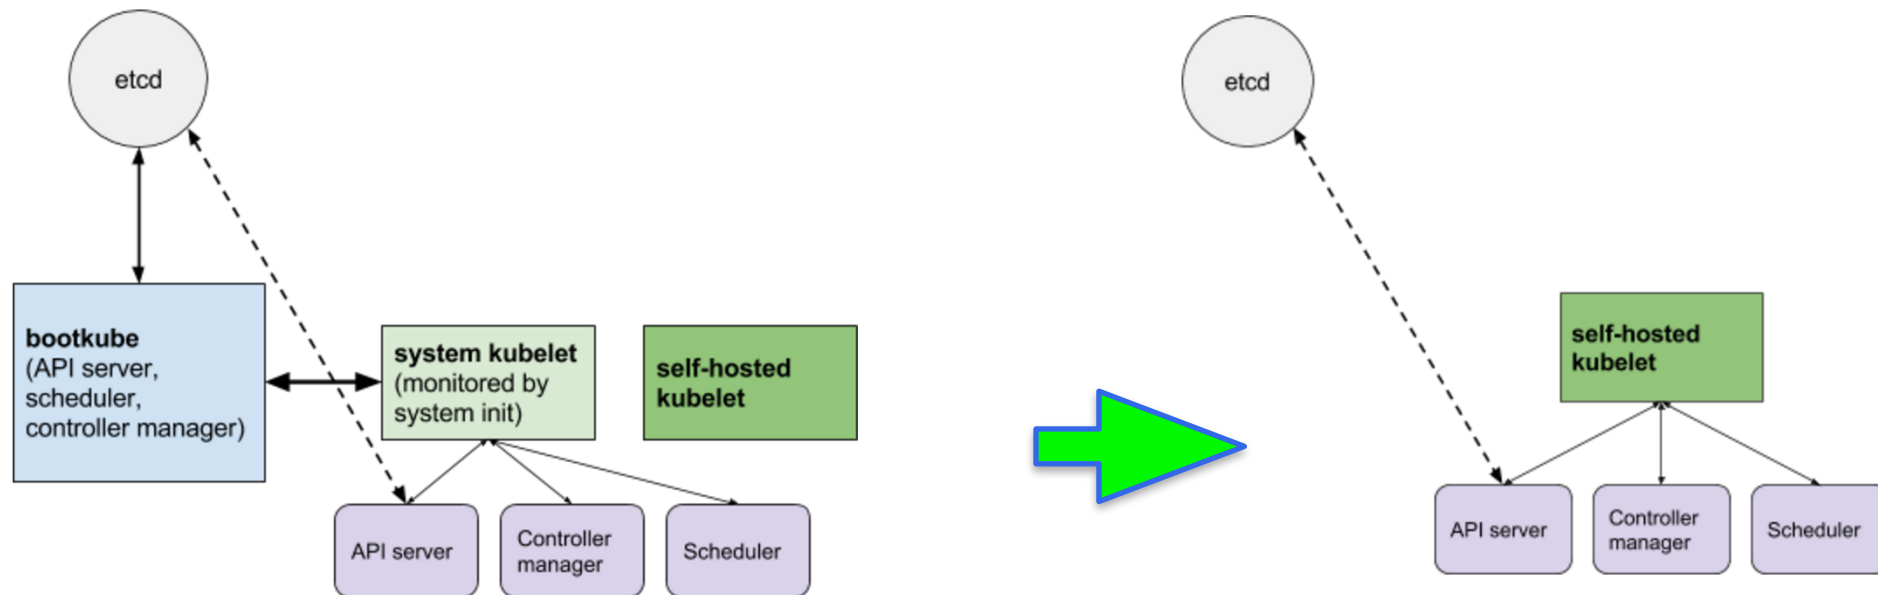 etcd
bootkube
(API server,
scheduler,
controller manager)
system kubelet
(monitored by
system init)
self-hosted
kubelet
API server
Controller
manager
Scheduler
etcd
self-hosted
kubelet
API server
Controller
manager
Scheduler